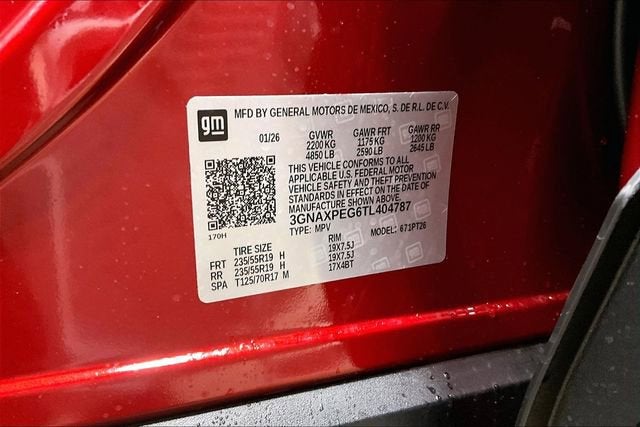 gm
MFD BY GENERAL MOTORS DE MEXICO, S. DE R.L. DE C.V.
01/26 GVWR GAWR FRT GAWR RR
2200 KG 1175 KG 1200 KG
4850 LB 2590 LB 2645 LB
THIS VEHICLE CONFORMS TO ALL
APPLICABLE U.S. FEDERAL MOTOR
VEHICLE SAFETY AND THEFT PREVENTION
STANDARDS IN EFFECT ON THE DATE OF
MANUFACTURE SHOWN ABOVE.
3GNAXPEG6TL404787
170H TYPE: MPV MODEL: 671PT26
TIRE SIZE RIM
FRT 235/55R19 H 19X7.5J
RR 235/55R19 H 19X7.5J
SPA T125/70R17 M 17X4BT